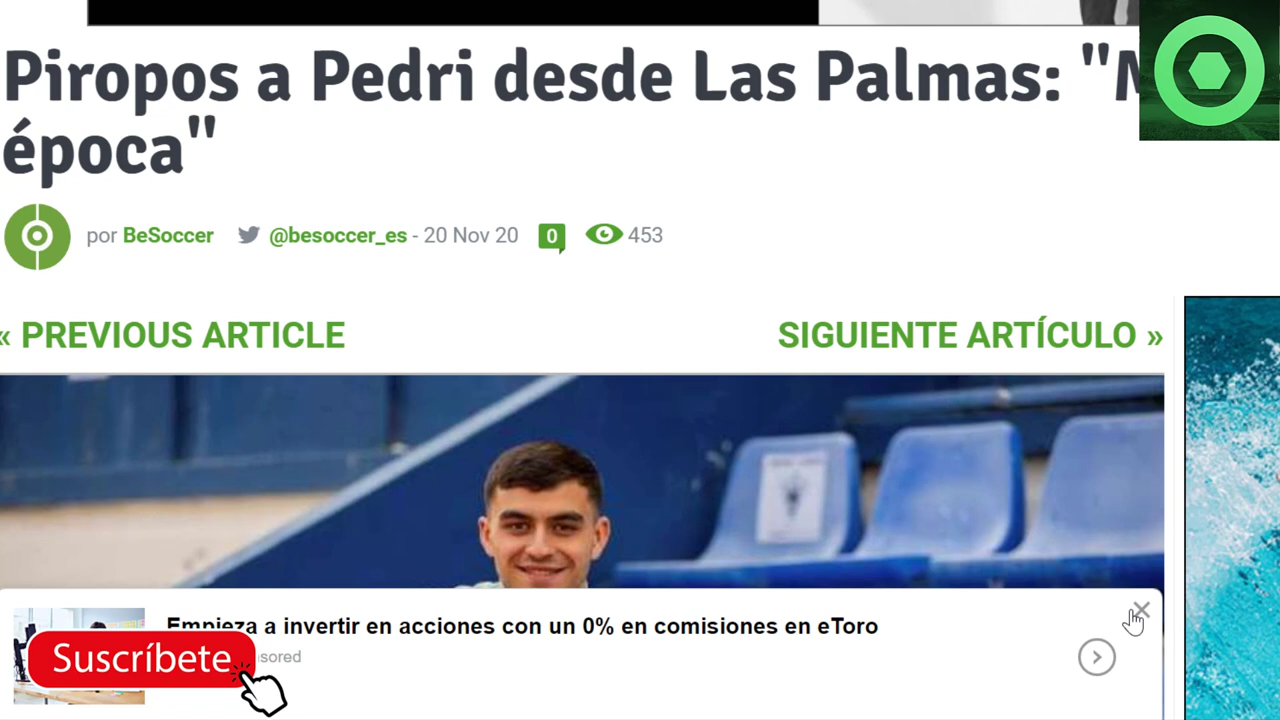 Piropos a Pedri desde Las Palmas: "
época"
por BeSoccer @besoccer_es - 20 Nov 20 0 453
« PREVIOUS ARTICLE SIGUIENTE ARTÍCULO »
Empieza a invertir en acciones con un 0% en comisiones en eToro
Suscríbete